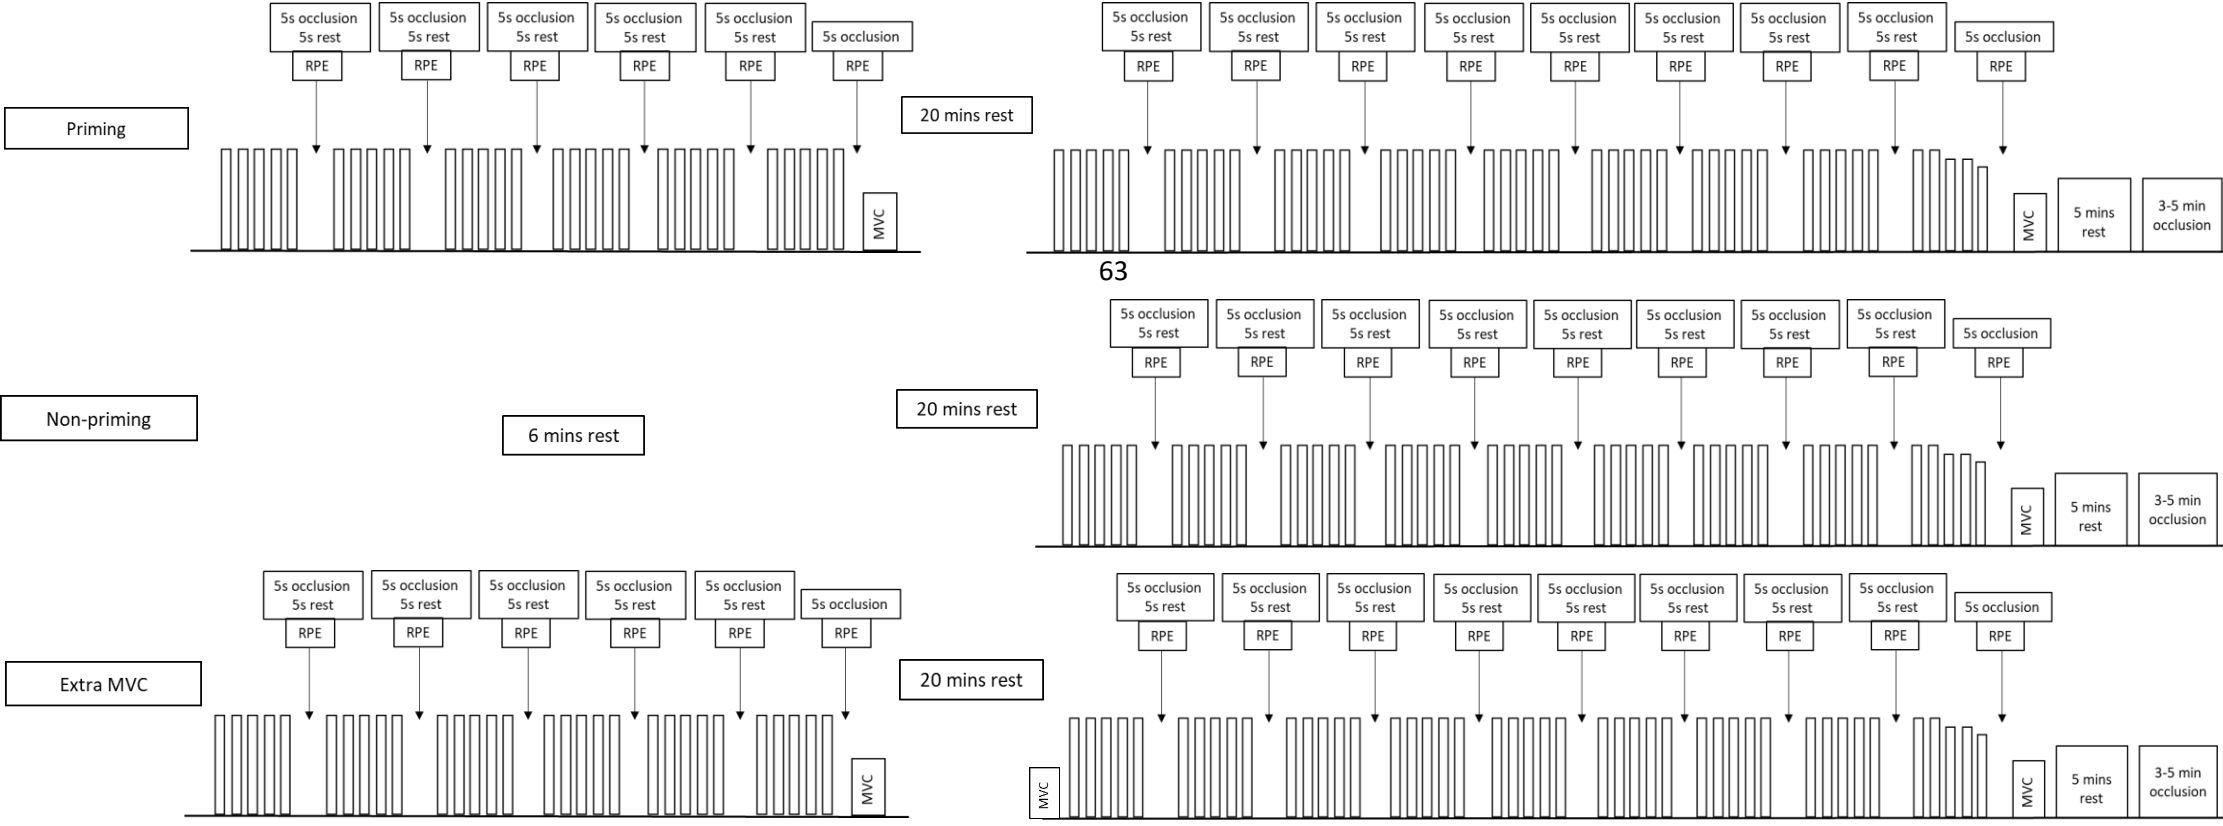 5s occlusion 5s occlusion 5s occlusion 5s occlusion 5s occlusion
5s rest 5s rest 5s rest 5s rest 5s rest 5s occlusion
RPE RPE RPE RPE RPE RPE
Priming
MVC
20 mins rest
5s occlusion 5s occlusion 5s occlusion 5s occlusion 5s occlusion 5s occlusion 5s occlusion 5s occlusion
5s rest 5s rest 5s rest 5s rest 5s rest 5s rest 5s rest 5s rest 5s occlusion
RPE RPE RPE RPE RPE RPE RPE RPE RPE
MVC
5 mins
rest
3-5 min
occlusion
63
Non-priming
6 mins rest
20 mins rest
5s occlusion 5s occlusion 5s occlusion 5s occlusion 5s occlusion 5s occlusion 5s occlusion 5s occlusion
5s rest 5s rest 5s rest 5s rest 5s rest 5s rest 5s rest 5s rest 5s occlusion
RPE RPE RPE RPE RPE RPE RPE RPE RPE
MVC
5 mins
rest
3-5 min
occlusion
5s occlusion 5s occlusion 5s occlusion 5s occlusion 5s occlusion
5s rest 5s rest 5s rest 5s rest 5s rest 5s occlusion
RPE RPE RPE RPE RPE RPE
Extra MVC
MVC
20 mins rest
5s occlusion 5s occlusion 5s occlusion 5s occlusion 5s occlusion 5s occlusion 5s occlusion 5s occlusion
5s rest 5s rest 5s rest 5s rest 5s rest 5s rest 5s rest 5s rest 5s occlusion
RPE RPE RPE RPE RPE RPE RPE RPE RPE
MVC
MVC
5 mins
rest
3-5 min
occlusion